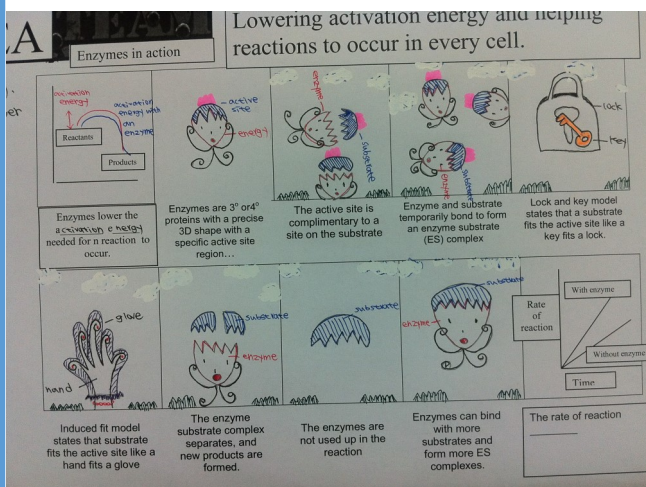 CA
Enzymes in action
Lowering activation energy and helping
reactions to occur in every cell.
er
activation
energy
activation
energy with
an
enzyme
Reactants
Products
Enzymes lower the
activation energy
needed for n reaction to
occur.
active
site
energy
Enzymes are 3° or4°
proteins with a precise
3D shape with a
specific active site
region…
enzyme
substrate
The active site is
complimentary to a
site on the substrate
enzyme
substrate
Enzyme and substrate
temporarily bond to form
an enzyme substrate
(ES) complex
lock
key
Lock and key model
states that a substrate
fits the active site like a
key fits a lock.
glove
hand
Induced fit model
states that substrate
fits the active site like a
hand fits a glove
substrate
enzyme
The enzyme
substrate complex
separates, and
new products are
formed.
substrate
The enzymes are
not used up in the
reaction
substrate
enzyme
Enzymes can bind
with more
substrates and
form more ES
complexes.
Rate
of
reaction
With enzyme
Without enzyme
Time
The rate of reaction